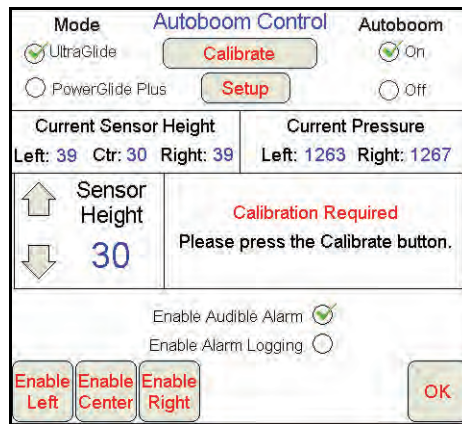 Mode Autoboom Control Autoboom
UltraGlide Calibrate On
PowerGlide Plus Setup Off
Current Sensor Height Current Pressure
Left: 39 Ctr: 30 Right: 39 Left: 1263 Right: 1267
Sensor Height
30
Calibration Required
Please press the Calibrate button.
Enable Audible Alarm
Enable Alarm Logging
Enable Left Enable Center Enable Right OK